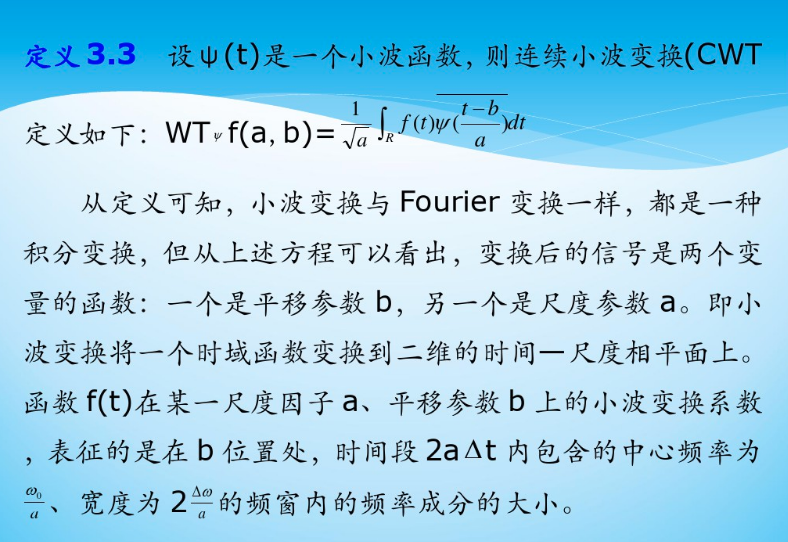 定义 3.3 设ψ(t)是一个小波函数，则连续小波变换(CWT
定义如下：WTψf(a，b)=\frac{1}{\sqrt{a}}\int_R f(t)\overline{ψ(\frac{t-b}{a})}dt
从定义可知，小波变换与 Fourier 变换一样，都是一种
积分变换，但从上述方程可以看出，变换后的信号是两个变
量的函数：一个是平移参数 b，另一个是尺度参数 a。即小
波变换将一个时域函数变换到二维的时间—尺度相平面上。
函数 f(t)在某一尺度因子 a、平移参数 b 上的小波变换系数
，表征的是在 b 位置处，时间段 2aΔt 内包含的中心频率为
\frac{ω_0}{a}、宽度为 2\frac{Δω}{a}的频窗内的频率成分的大小。